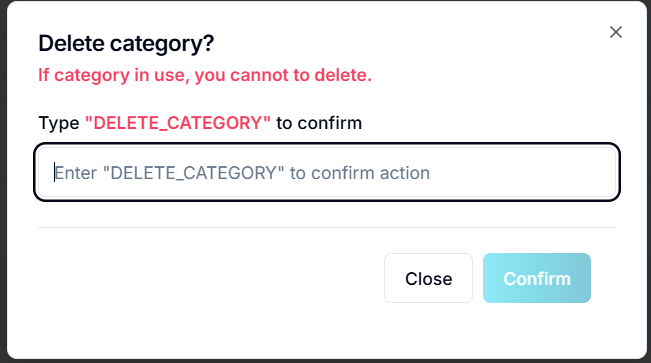 Delete category?
If category in use, you cannot to delete.
Type "DELETE_CATEGORY" to confirm
Enter "DELETE_CATEGORY" to confirm action
Close
Confirm